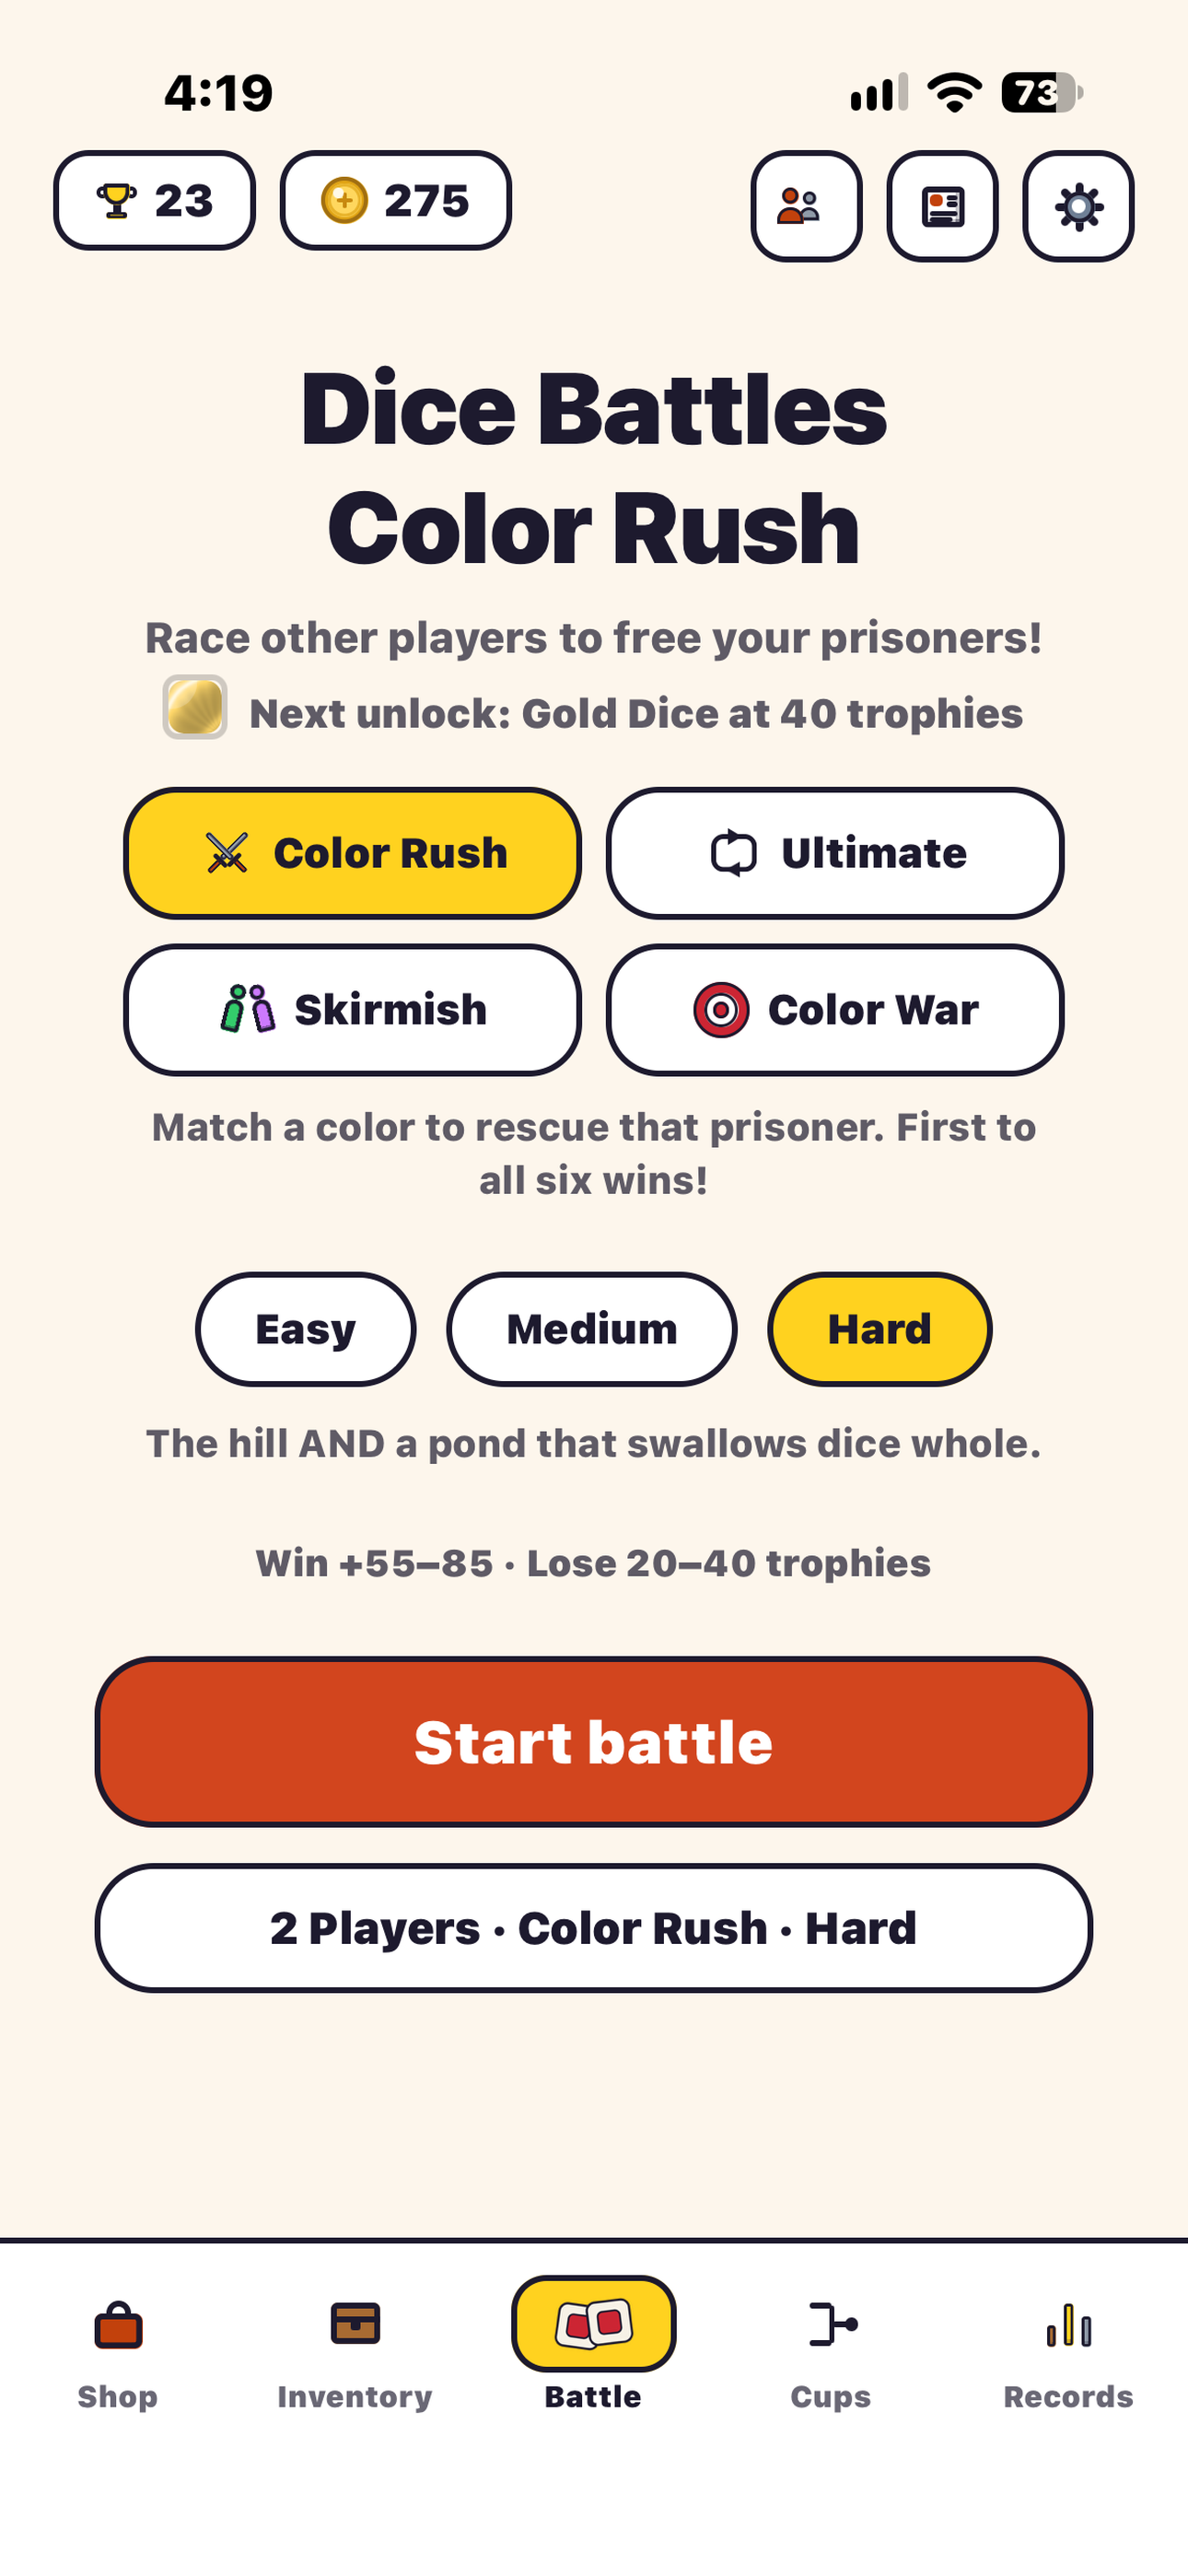 4:19
73
23
275
Dice Battles
Color Rush
Race other players to free your prisoners!
Next unlock: Gold Dice at 40 trophies
Color Rush
Ultimate
Skirmish
Color War
Match a color to rescue that prisoner. First to
all six wins!
Easy
Medium
Hard
The hill AND a pond that swallows dice whole.
Win +55–85 · Lose 20–40 trophies
Start battle
2 Players · Color Rush · Hard
Shop
Inventory
Battle
Cups
Records